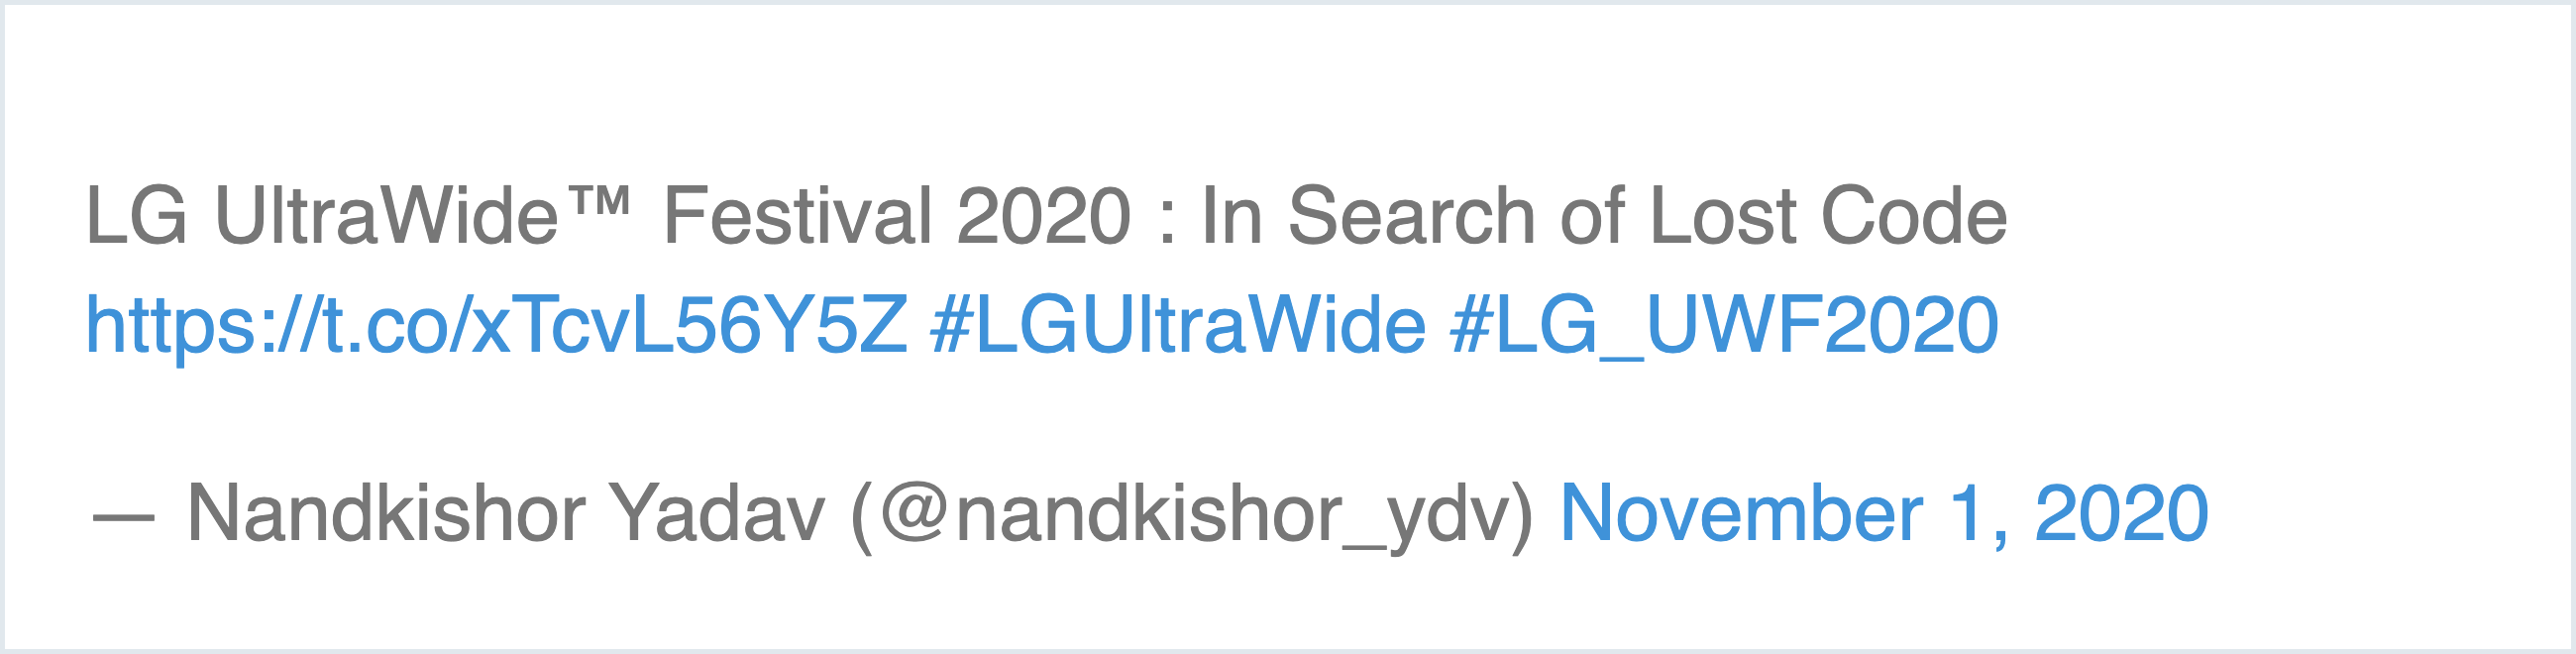 LG UltraWide™ Festival 2020 : In Search of Lost Code
https://t.co/xTcvL56Y5Z #LGUltraWide #LG_UWF2020
— Nandkishor Yadav (@nandkishor_ydv) November 1, 2020